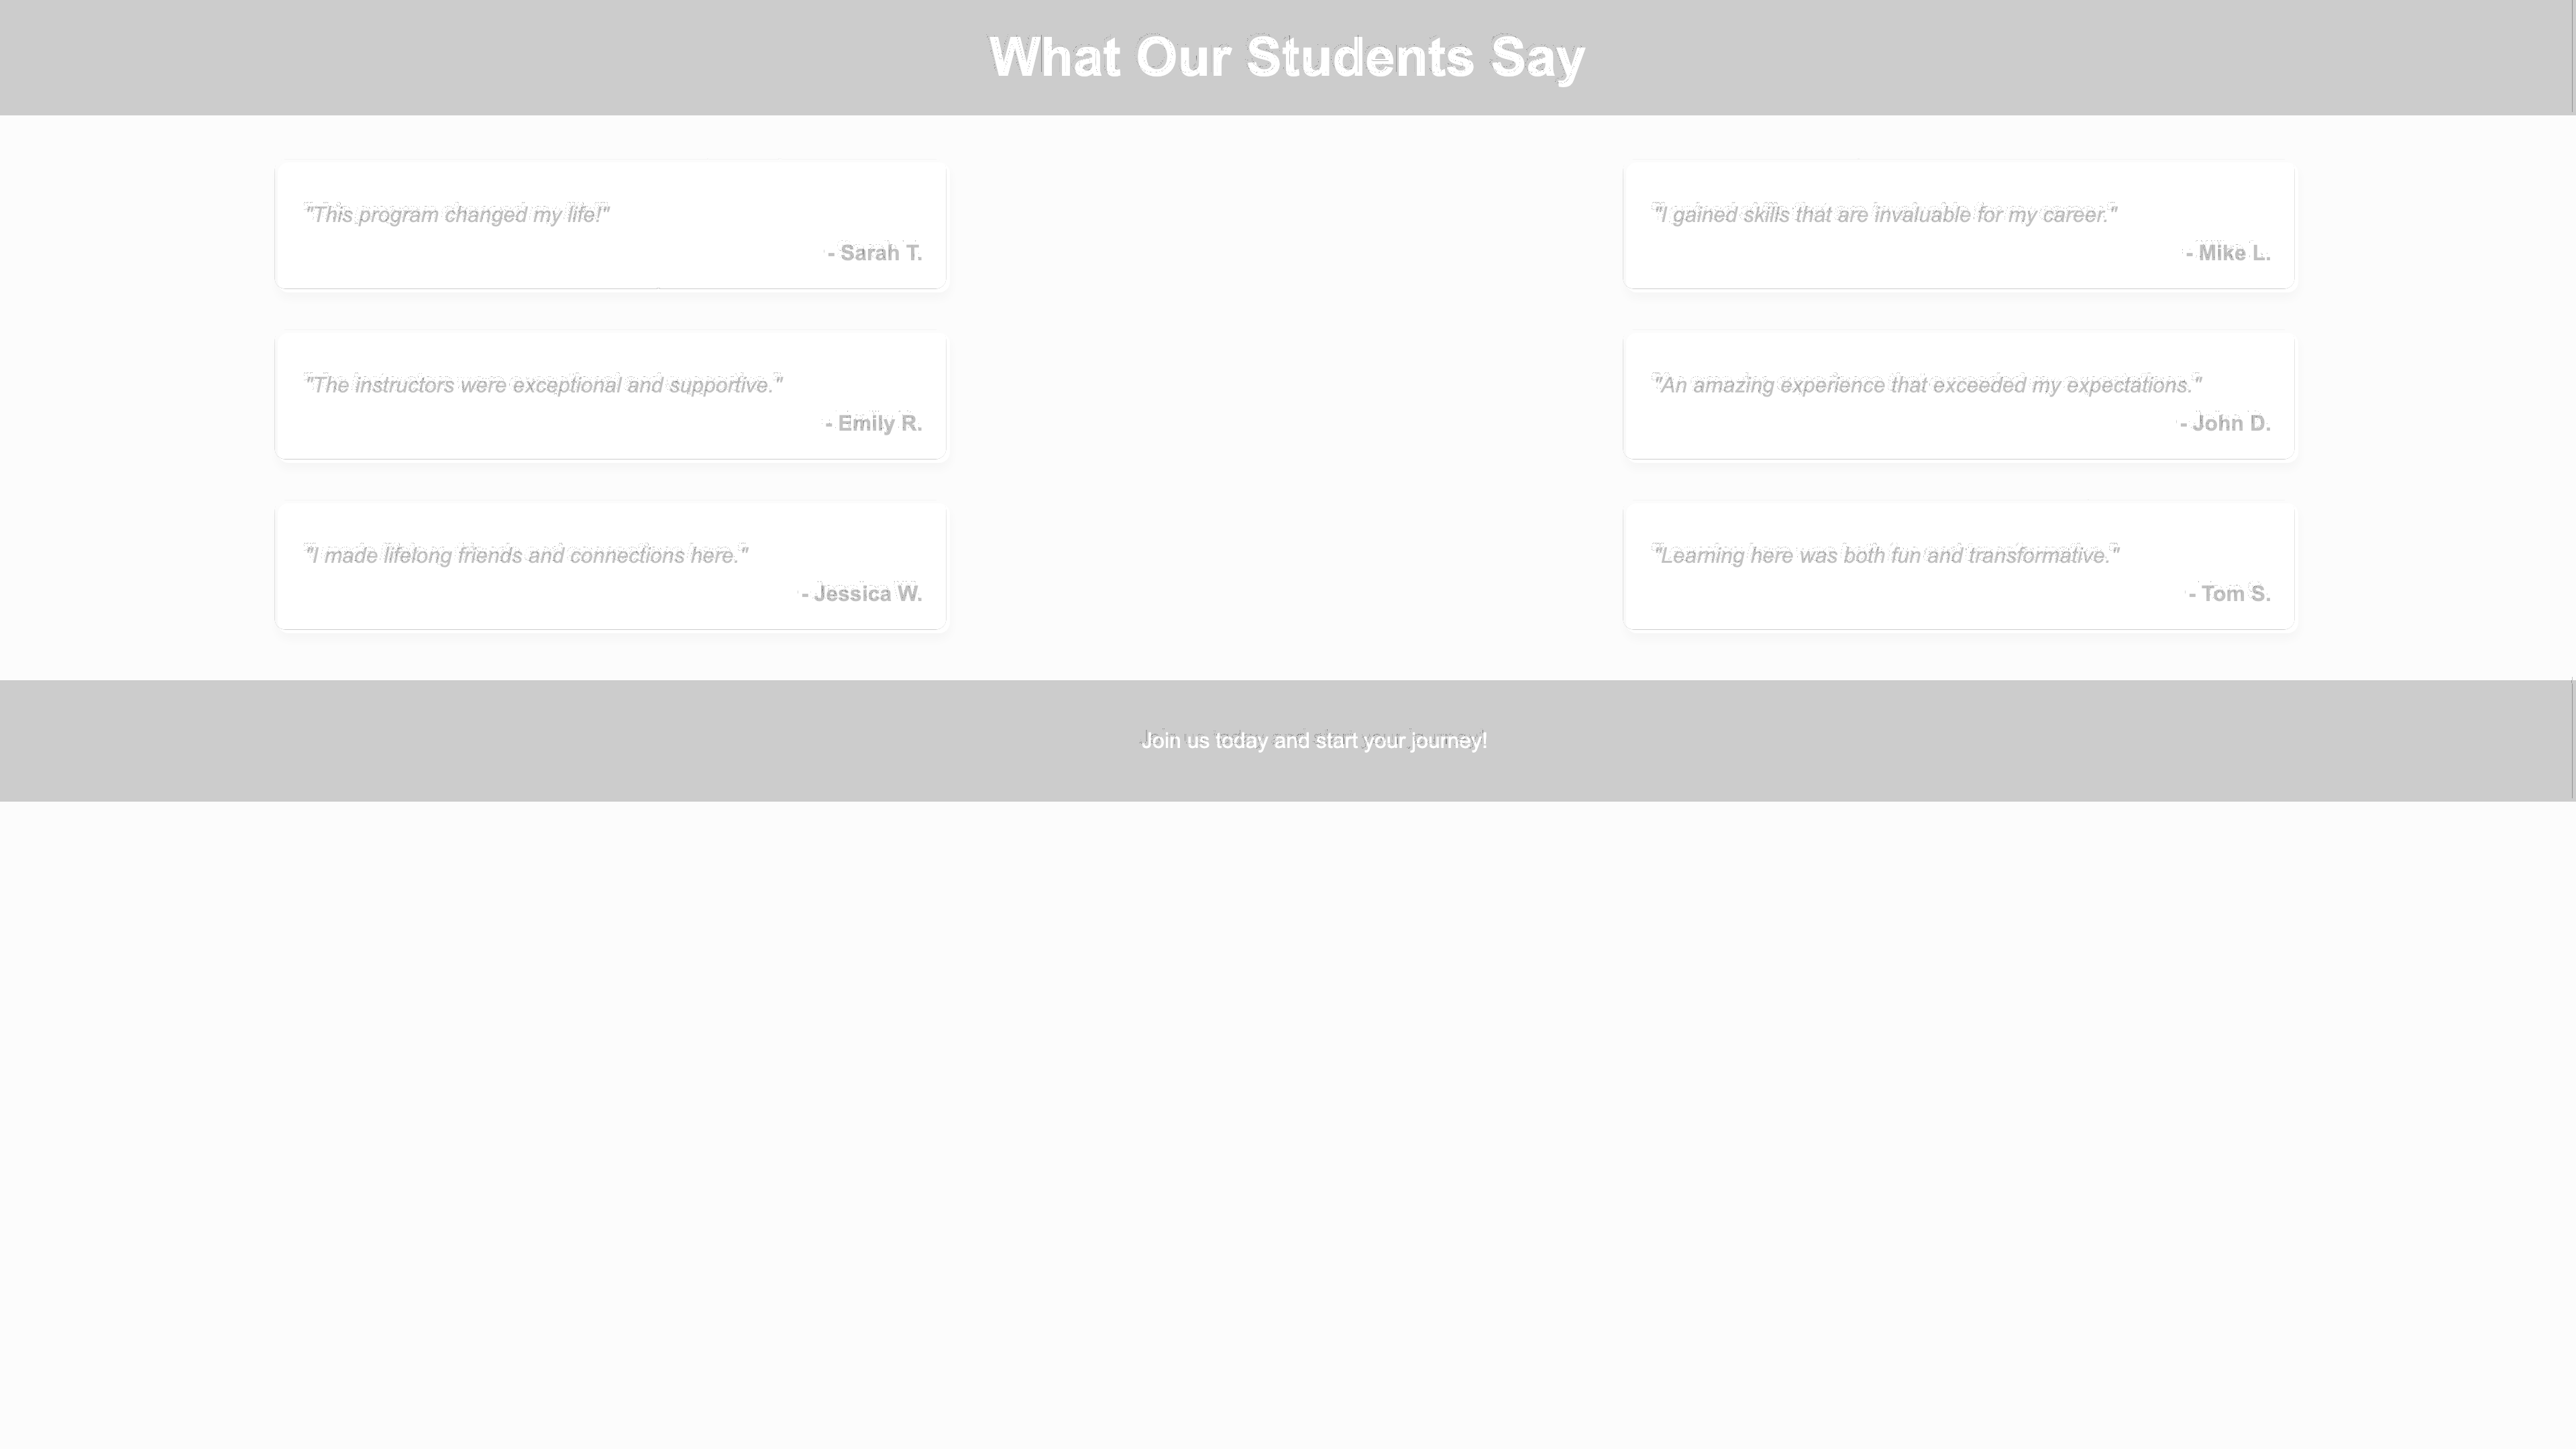 What Our Students Say
"This program changed my life!"
- Sarah T.
"I gained skills that are invaluable for my career."
- Mike L.
"The instructors were exceptional and supportive."
- Emily R.
"An amazing experience that exceeded my expectations."
- John D.
"I made lifelong friends and connections here."
- Jessica W.
"Learning here was both fun and transformative."
- Tom S.
Join us today and start your journey!